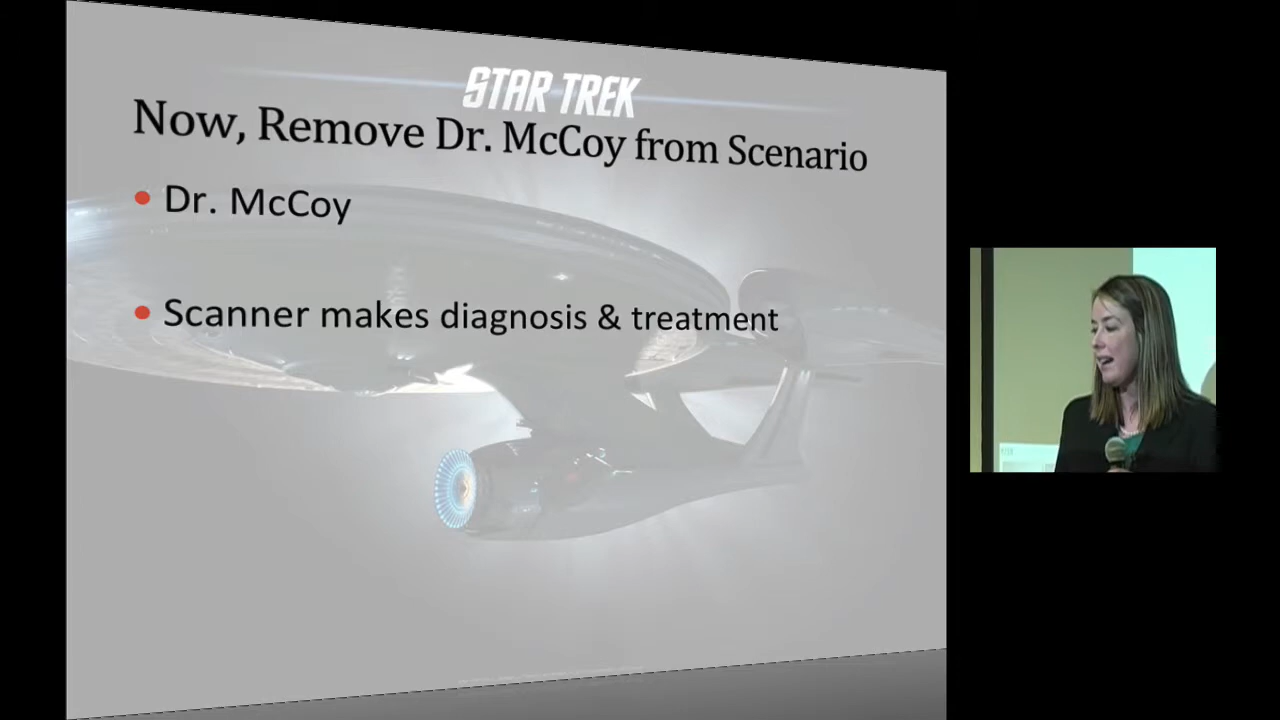 STAR TREK
Now, Remove Dr. McCoy from Scenario
• Dr. McCoy
• Scanner makes diagnosis & treatment